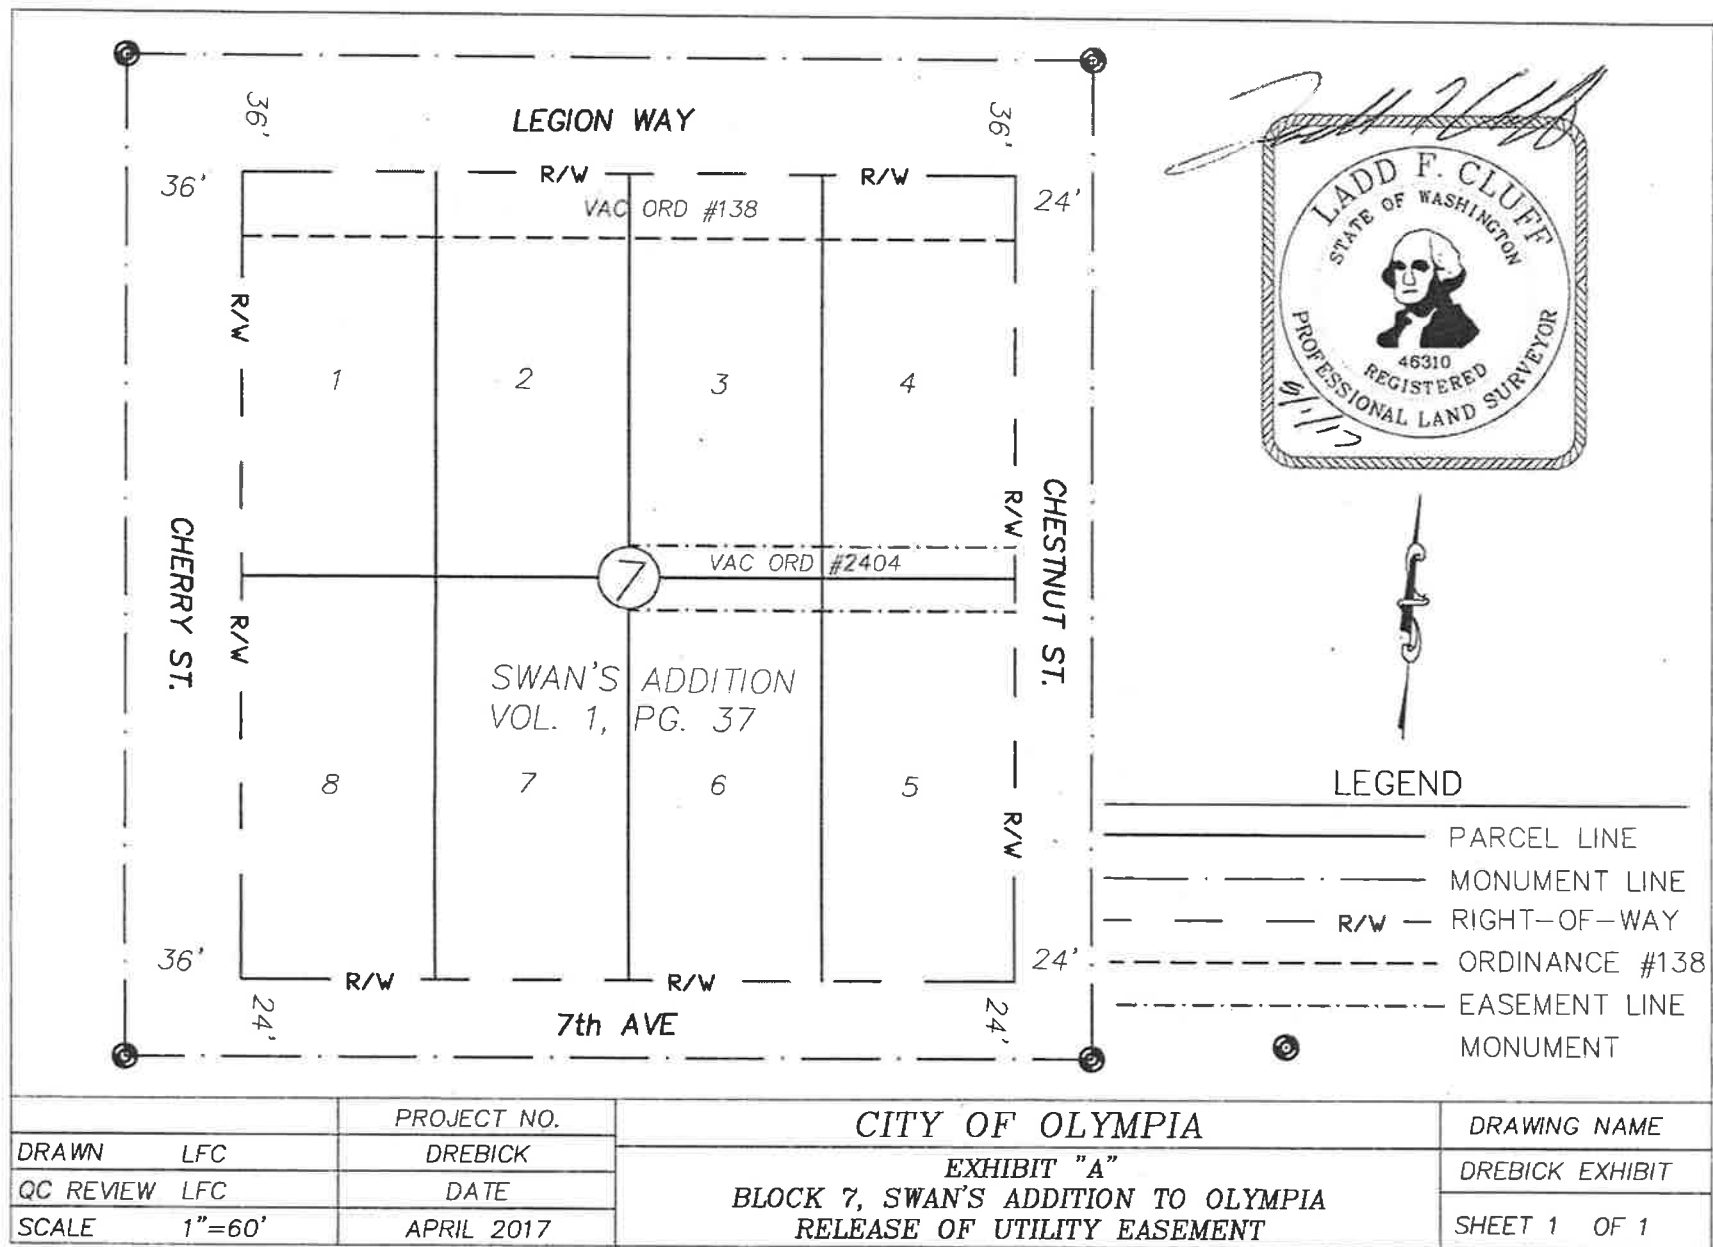 36'
36'
LEGION WAY
36'
24'
R/W
R/W
VAC ORD #138
R/W
1
2
3
4
R/W
CHERRY ST.
CHESTNUT ST.
VAC ORD #2404
7
R/W
SWAN'S ADDITION
VOL. 1, PG. 37
8
7
6
5
R/W
36'
24'
R/W
R/W
24'
24'
7th AVE
LADD F. CLUFF
STATE OF WASHINGTON
46310
REGISTERED
PROFESSIONAL LAND SURVEYOR
5/1/17
LEGEND
PARCEL LINE
MONUMENT LINE
R/W RIGHT-OF-WAY
ORDINANCE #138
EASEMENT LINE
MONUMENT
PROJECT NO.
DRAWN LFC DREBICK
QC REVIEW LFC DATE
SCALE 1"=60' APRIL 2017
CITY OF OLYMPIA
EXHIBIT "A"
BLOCK 7, SWAN'S ADDITION TO OLYMPIA
RELEASE OF UTILITY EASEMENT
DRAWING NAME
DREBICK EXHIBIT
SHEET 1 OF 1